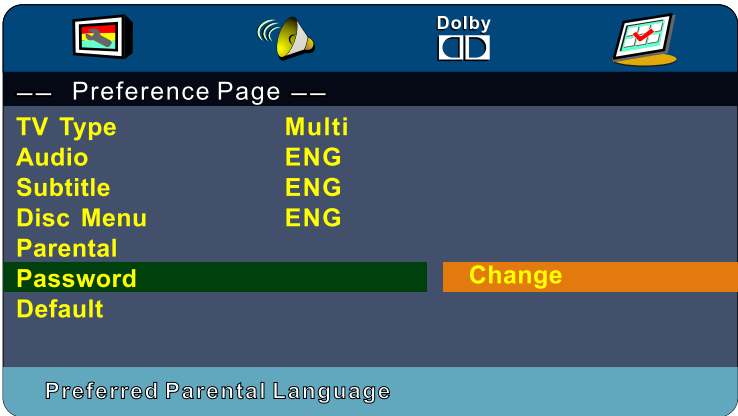 Dolby
-- Preference Page --
TV Type Multi
Audio ENG
Subtitle ENG
Disc Menu ENG
Parental
Password Change
Default
Preferred Parental Language